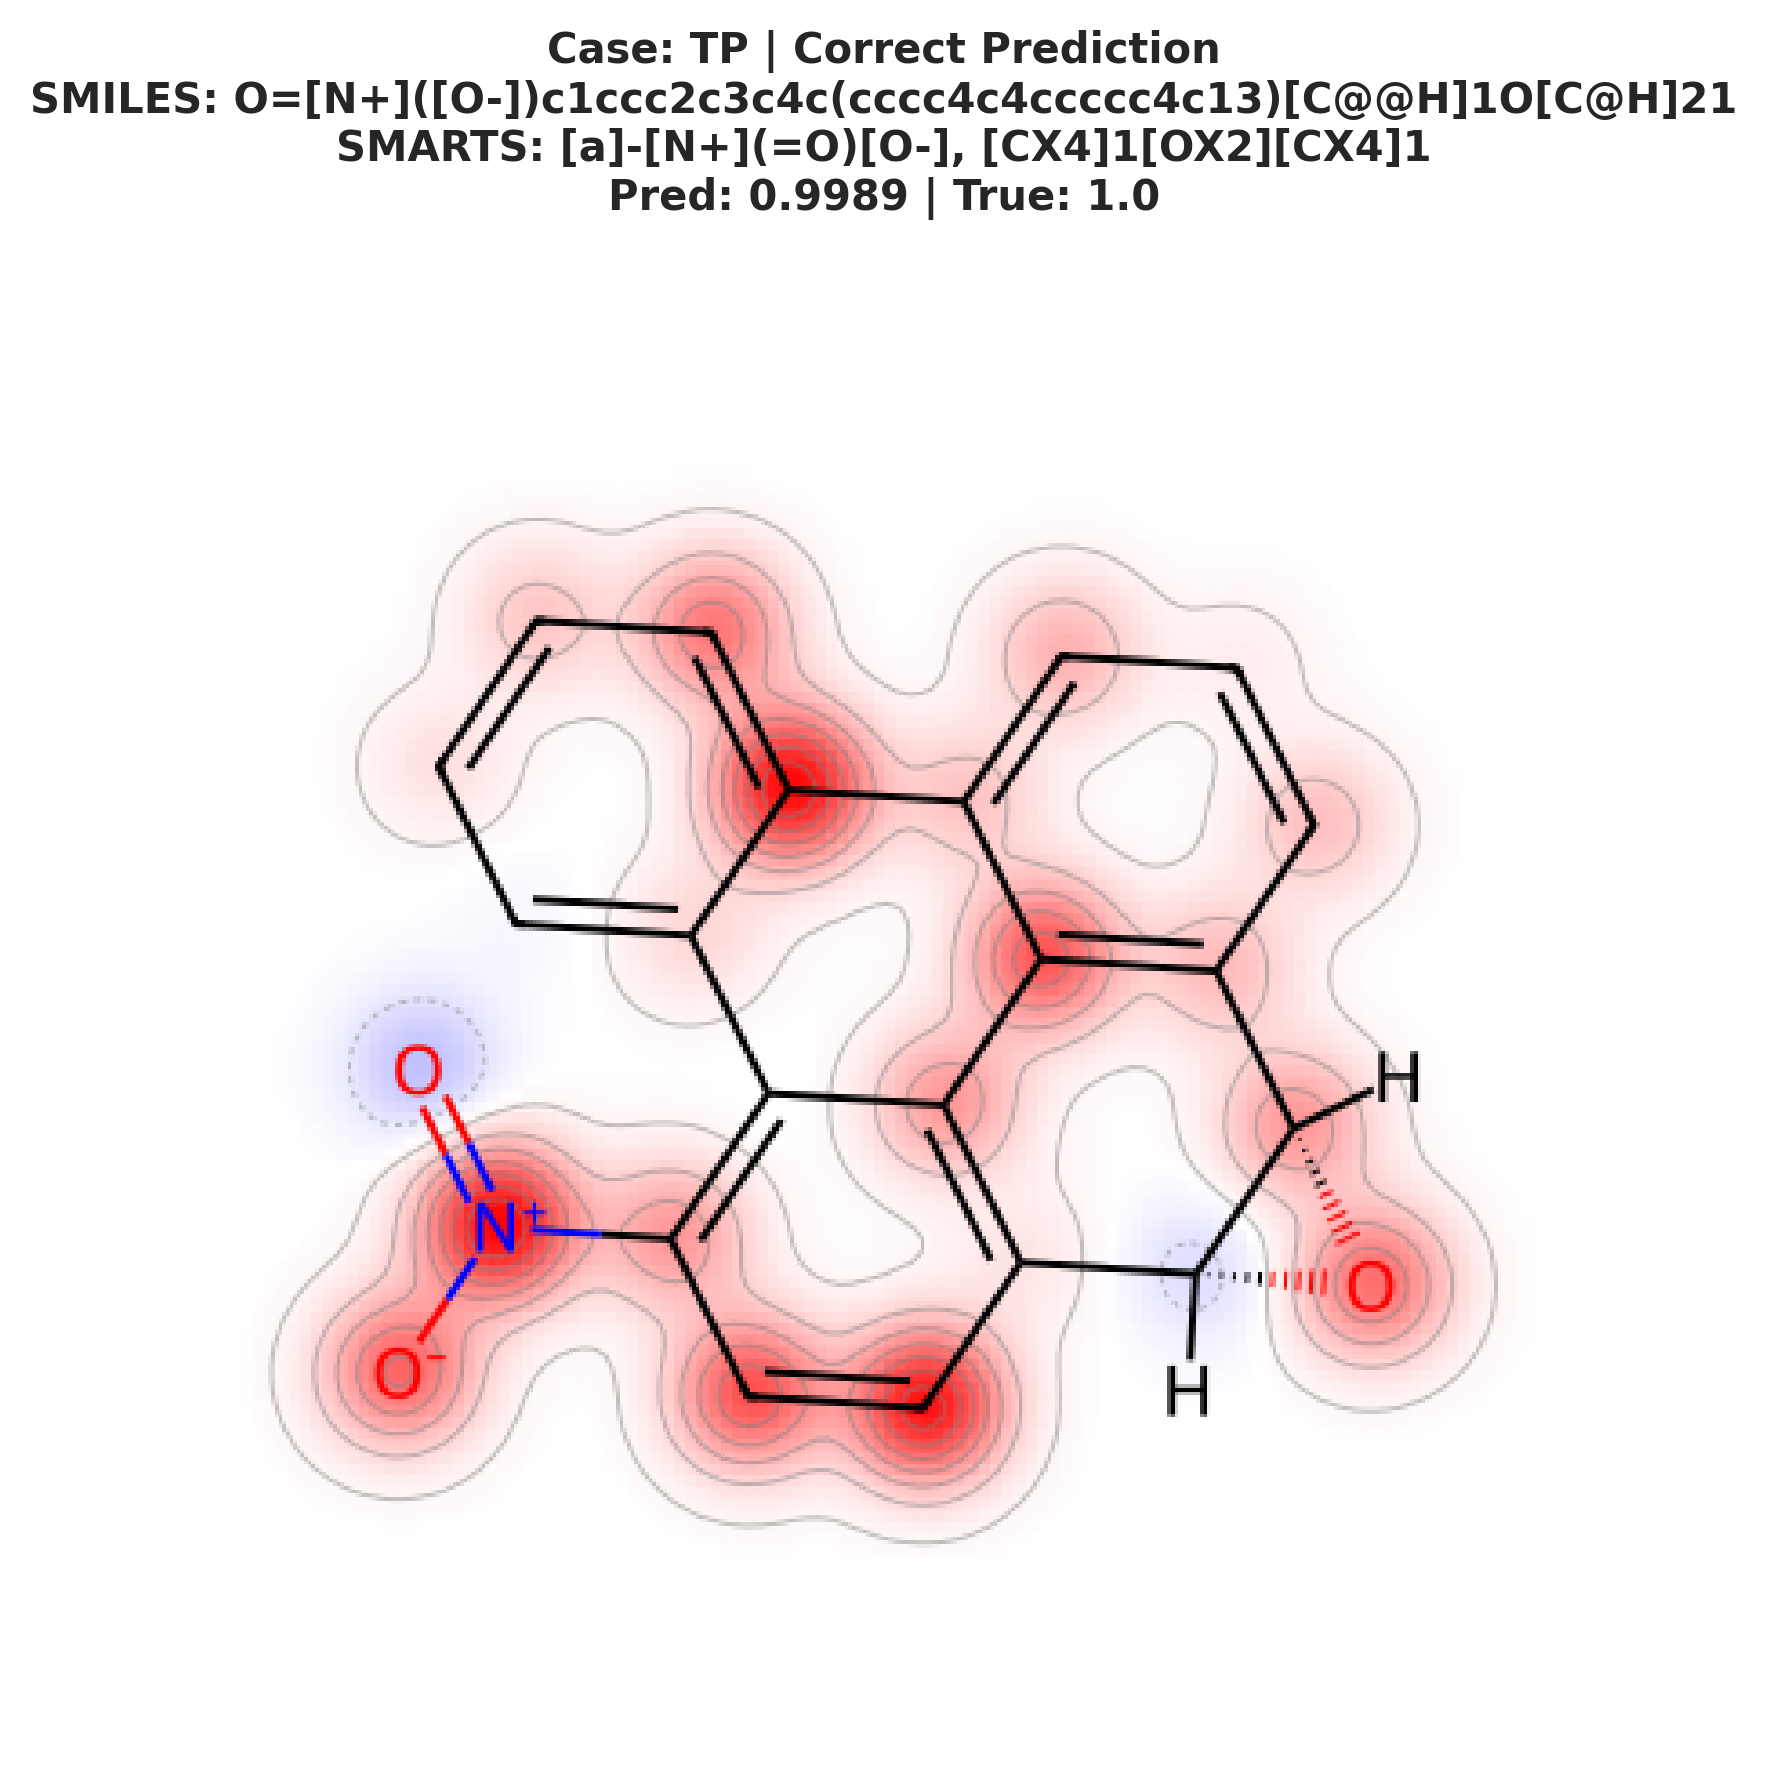 Case: TP | Correct Prediction
SMILES: O=[N+]([O-])c1ccc2c3c4c(cccc4c4ccccc4c13)[C@@H]1O[C@H]21
SMARTS: [a]-[N+](=O)[O-], [CX4]1[OX2][CX4]1
Pred: 0.9989 | True: 1.0
O
H
N+
O
O-
H